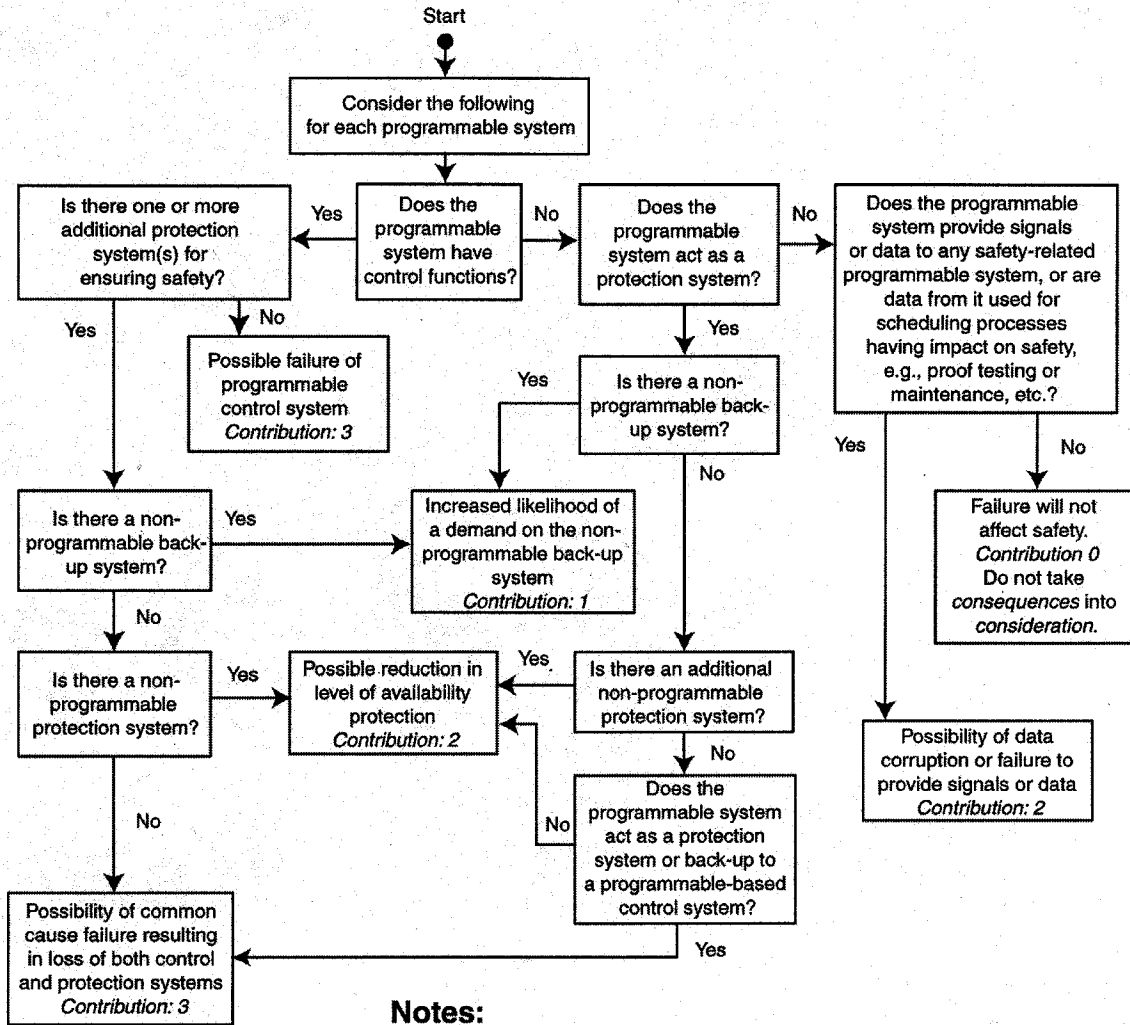 Start
Consider the following
for each programmable system
Is there one or more
additional protection
system(s) for
ensuring safety?
Yes
Does the
programmable
system have
control functions?
No
Does the
programmable
system act as a
protection system?
No
Does the programmable
system provide signals
or data to any safety-related
programmable system, or are
data from it used for
scheduling processes
having impact on safety,
e.g., proof testing or
maintenance, etc.?
Yes
No
Possible failure of
programmable
control system
Contribution: 3
Yes
Yes
Is there a non-
programmable back-
up system?
No
Yes
No
Is there a non-
programmable back-
up system?
Yes
Increased likelihood of
a demand on the non-
programmable back-up
system
Contribution: 1
Failure will not
affect safety.
Contribution 0
Do not take
consequences into
consideration.
No
Is there a non-
programmable
protection system?
Yes
Possible reduction in
level of availability
protection
Contribution: 2
Yes
Is there an additional
non-programmable
protection system?
Possibility of data
corruption or failure to
provide signals or data
Contribution: 2
No
No
Does the
programmable system
act as a protection
system or back-up to
a programmable-based
control system?
No
Yes
Possibility of common
cause failure resulting
in loss of both control
and protection systems
Contribution: 3
Notes: